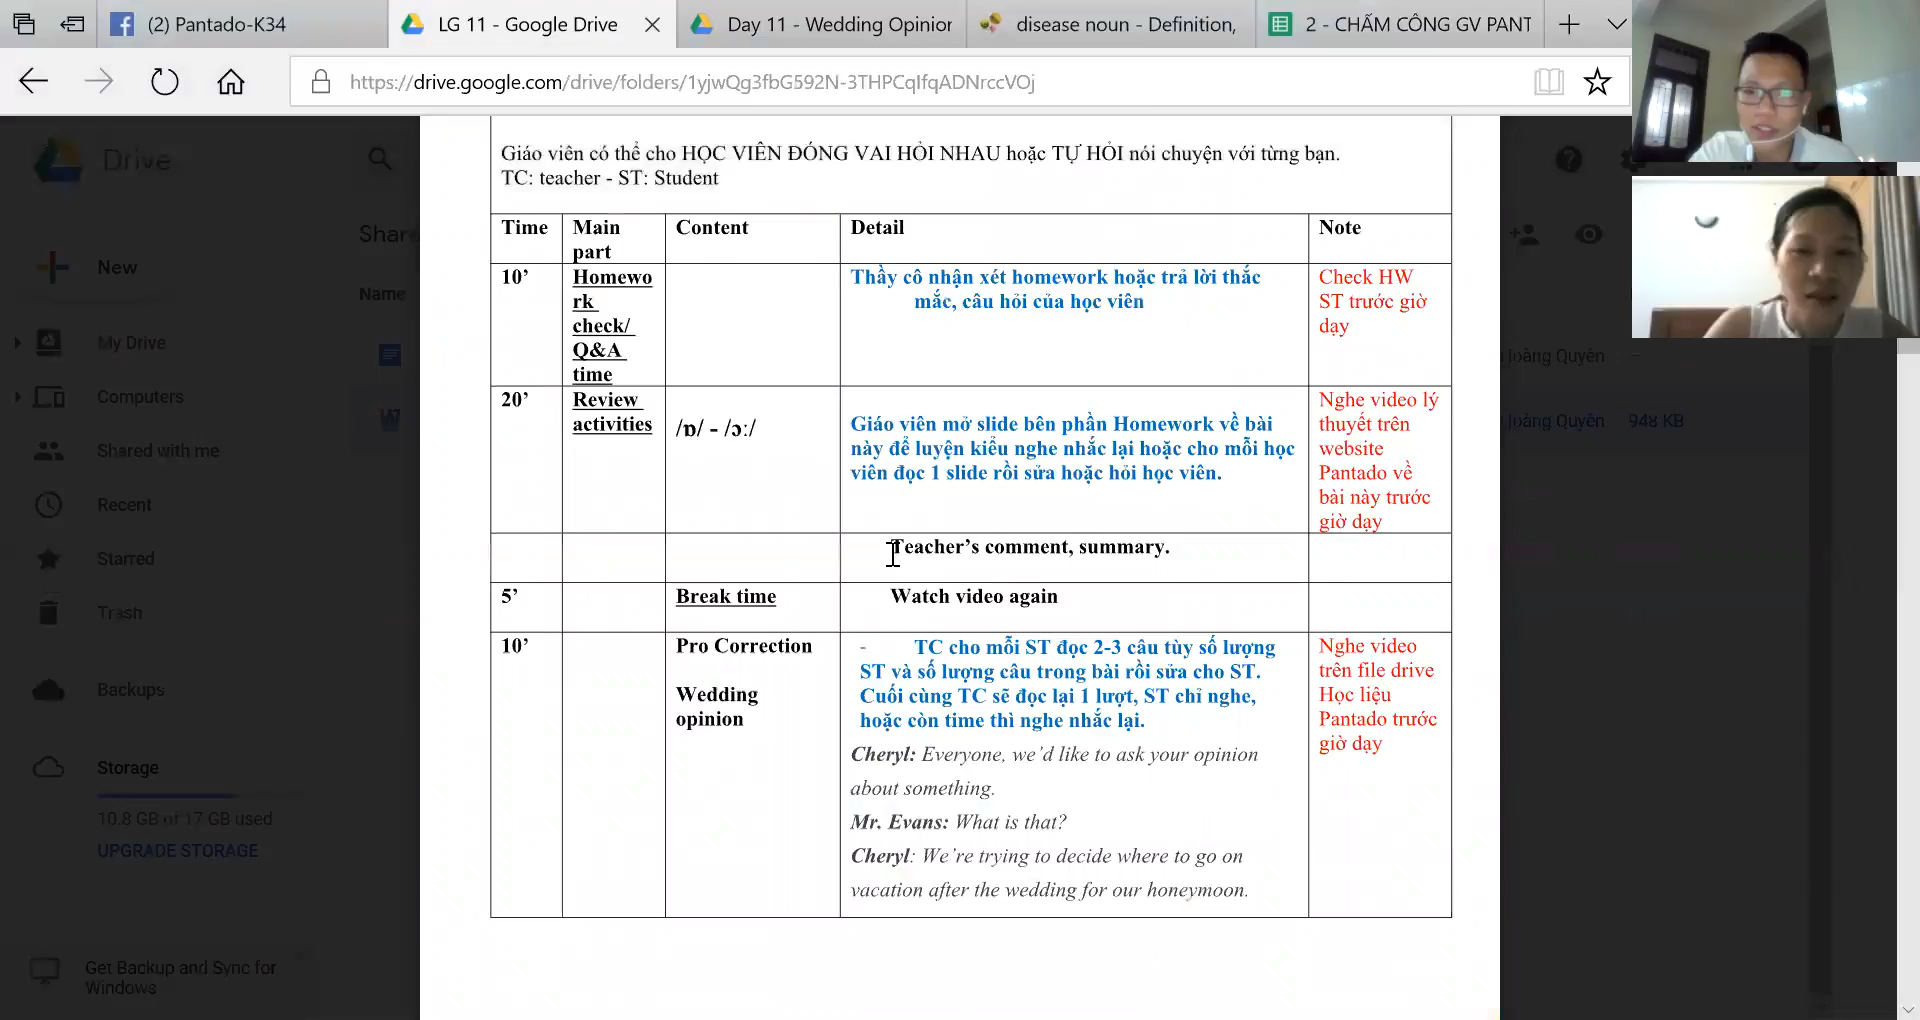 (2) Pantado-K34
LG 11 - Google Drive
Day 11 - Wedding Opinior
disease noun - Definition,
2 - CHẤM CÔNG GV PANT
https://drive.google.com/drive/folders/1yjwQg3fbG592N-3THPCqIfqADNrccVOj
Drive
Share
New
Name
My Drive
Computers
Shared with me
Recent
Starred
Trash
Backups
Storage
10.8 GB of 17 GB used
UPGRADE STORAGE
Get Backup and Sync for
Windows
Giáo viên có thể cho HỌC VIÊN ĐÓNG VAI HỎI NHAU hoặc TỰ HỎI nói chuyện với từng bạn.
TC: teacher - ST: Student
Time
Main
part
Content
Detail
Note
10’
Homewo
rk
check/
Q&A
time
Thầy cô nhận xét homework hoặc trả lời thắc
mắc, câu hỏi của học viên
Check HW
ST trước giờ
dạy
20’
Review
activities
/ɒ/ - /ɔː/
Giáo viên mở slide bên phần Homework về bài
này để luyện kiểu nghe nhắc lại hoặc cho mỗi học
viên đọc 1 slide rồi sửa hoặc hỏi học viên.
Nghe video lý
thuyết trên
website
Pantado về
bài này trước
giờ dạy
Teacher’s comment, summary.
5’
Break time
Watch video again
10’
Pro Correction
Wedding
opinion
- TC cho mỗi ST đọc 2-3 câu tùy số lượng
ST và số lượng câu trong bài rồi sửa cho ST.
Cuối cùng TC sẽ đọc lại 1 lượt, ST chỉ nghe,
hoặc còn time thì nghe nhắc lại.
Cheryl: Everyone, we’d like to ask your opinion
about something.
Mr. Evans: What is that?
Cheryl: We’re trying to decide where to go on
vacation after the wedding for our honeymoon.
Nghe video
trên file drive
Học liệu
Pantado trước
giờ dạy
Hoàng Quyên
Hoàng Quyên 948 KB